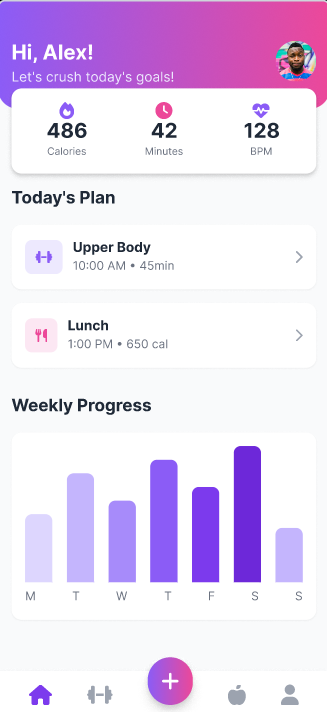 Hi, Alex!
Let's crush today's goals!
486 42 128
Calories Minutes BPM
Today's Plan
Upper Body
10:00 AM • 45min
Lunch
1:00 PM • 650 cal
Weekly Progress
M T W T F S S